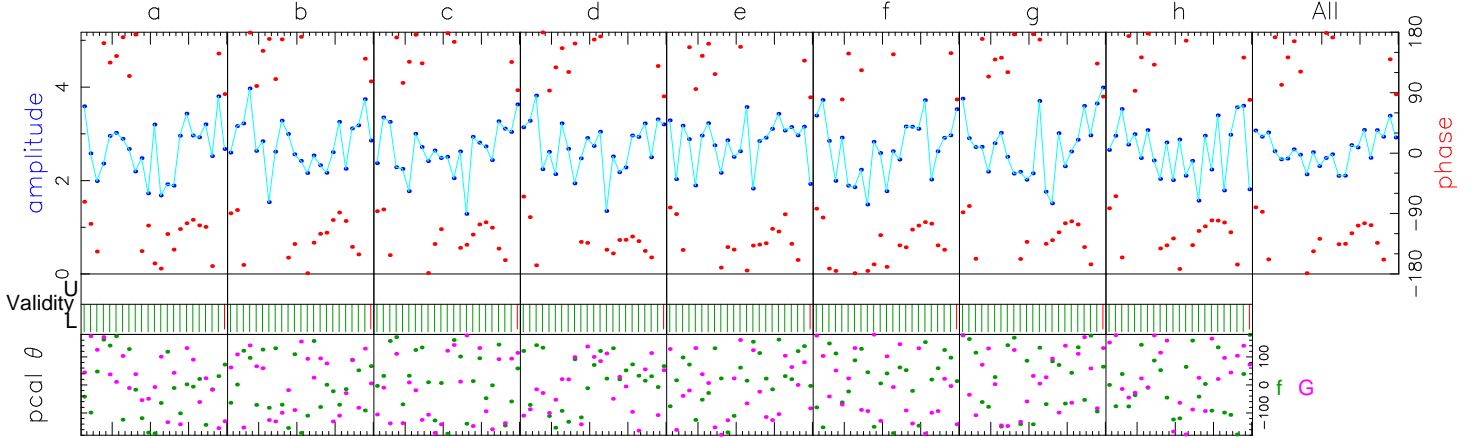 a b c d e f g h All
amplitude
4
2
0
180
90
0
−90
−180
phase
U
Validity
L
pcal θ
100
0
−100
f G